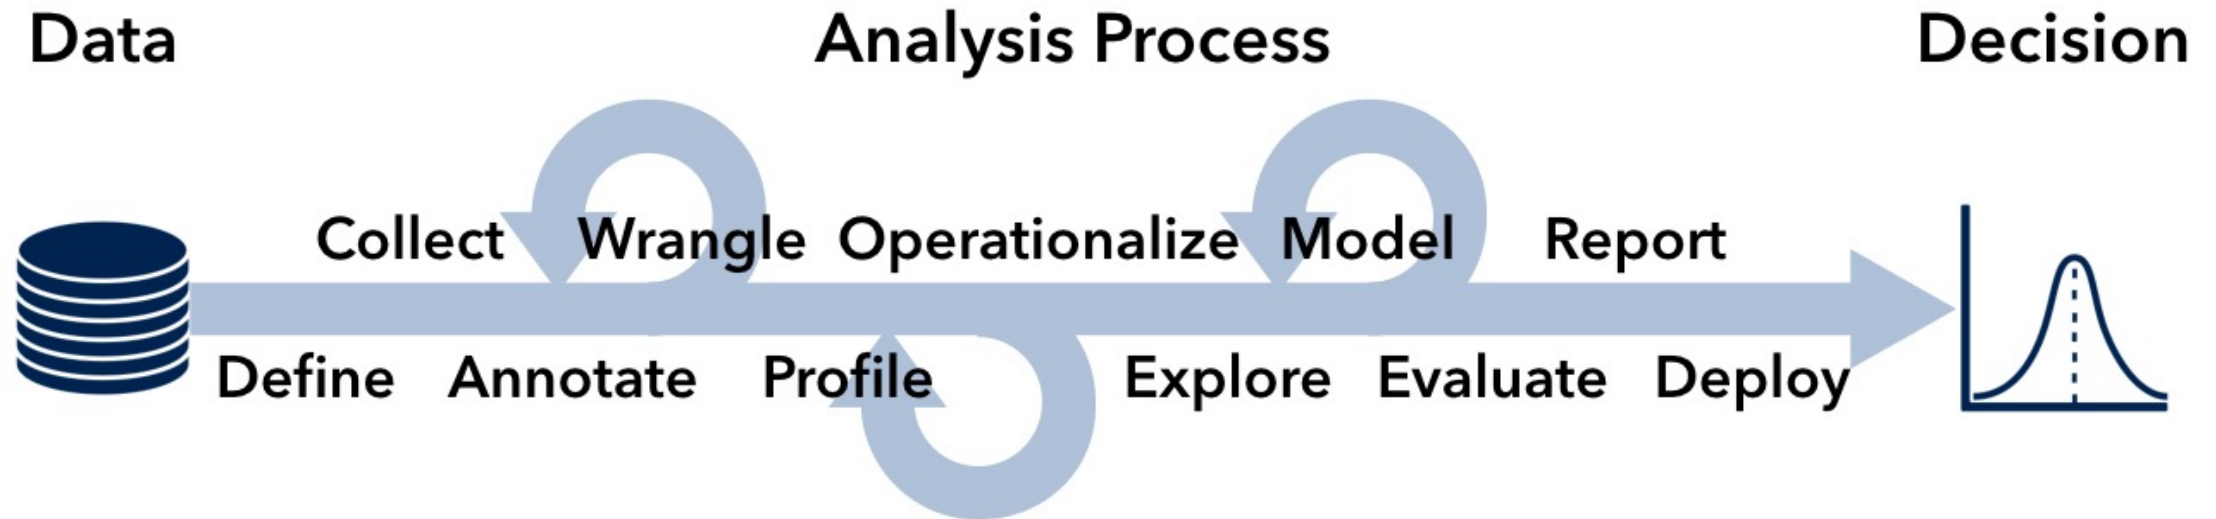 Data Analysis Process Decision
Collect Wrangle Operationalize Model Report
Define Annotate Profile Explore Evaluate Deploy